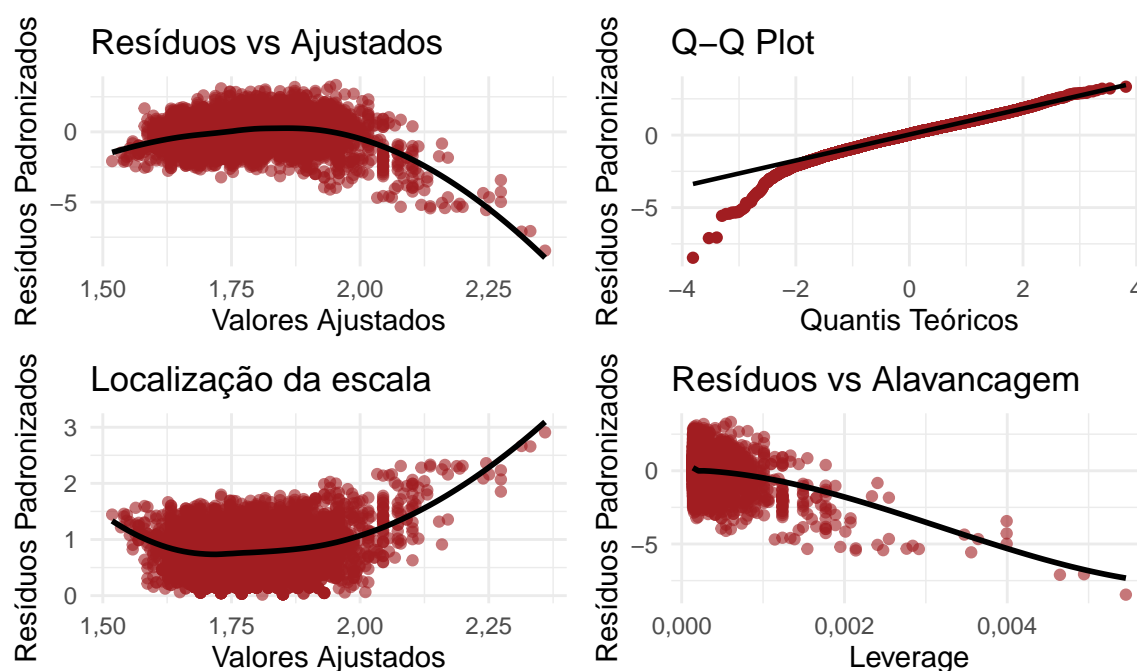 Resíduos vs Ajustados
Resíduos Padronizados
0
−5
1,50 1,75 2,00 2,25
Valores Ajustados
Q−Q Plot
Resíduos Padronizados
0
−5
−4 −2 0 2 4
Quantis Teóricos
Localização da escala
Resíduos Padronizados
3
2
1
0
1,50 1,75 2,00 2,25
Valores Ajustados
Resíduos vs Alavancagem
Resíduos Padronizados
0
−5
0,000 0,002 0,004
Leverage